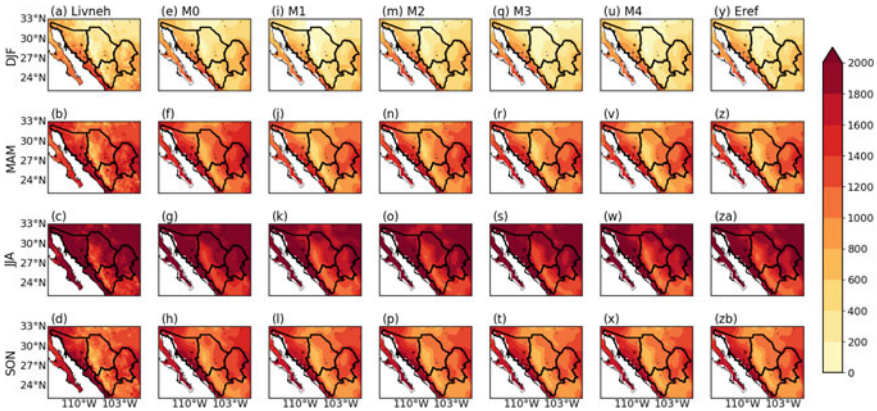 (a) Livneh (e) M0 (i) M1 (m) M2 (q) M3 (u) M4 (y) Eref
33°N
30°N
27°N
24°N
DJF
(b) (f) (j) (n) (r) (v) (z)
33°N
30°N
27°N
24°N
MAM
(c) (g) (k) (o) (s) (w) (za)
33°N
30°N
27°N
24°N
JJA
(d) (h) (l) (p) (t) (x) (zb)
33°N
30°N
27°N
24°N
SON
110°W 103°W 110°W 103°W 110°W 103°W 110°W 103°W 110°W 103°W 110°W 103°W 110°W 103°W
2000
1800
1600
1400
1200
1000
800
600
400
200
0